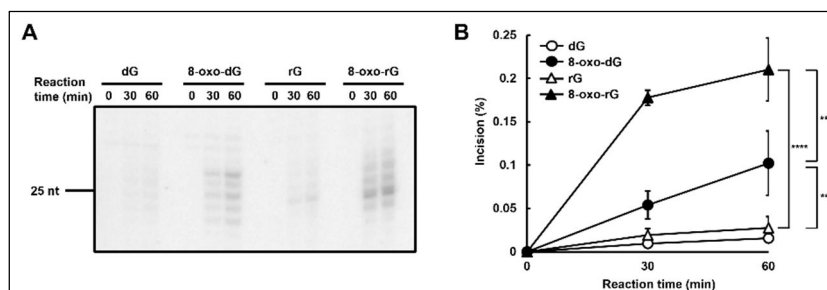 A
dG 8-oxo-dG rG 8-oxo-rG
Reaction
time (min)
0 30 60 0 30 60 0 30 60 0 30 60
25 nt
B
dG
8-oxo-dG
rG
8-oxo-rG
Incision (%)
0.25
0.2
0.15
0.1
0.05
0
0 30 60
Reaction time (min)
****
**
**